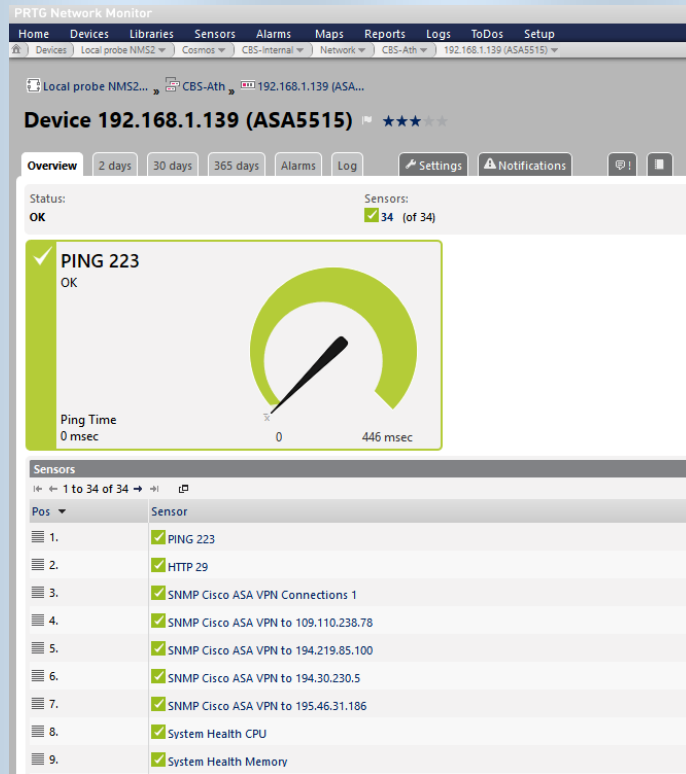 PRTG Network Monitor
Home Devices Libraries Sensors Alarms Maps Reports Logs ToDos Setup
Devices Local probe NMS2 Cosmos CBS-Internal Network CBS-Ath 192.168.1.139 (ASA5515)
Local probe NMS2... » CBS-Ath » 192.168.1.139 (ASA...
Device 192.168.1.139 (ASA5515)
Overview 2 days 30 days 365 days Alarms Log Settings Notifications
Status: Sensors:
OK 34 (of 34)
PING 223
OK
Ping Time
0 msec 0 446 msec
Sensors
1 to 34 of 34
Pos Sensor
1. PING 223
2. HTTP 29
3. SNMP Cisco ASA VPN Connections 1
4. SNMP Cisco ASA VPN to 109.110.238.78
5. SNMP Cisco ASA VPN to 194.219.85.100
6. SNMP Cisco ASA VPN to 194.30.230.5
7. SNMP Cisco ASA VPN to 195.46.31.186
8. System Health CPU
9. System Health Memory